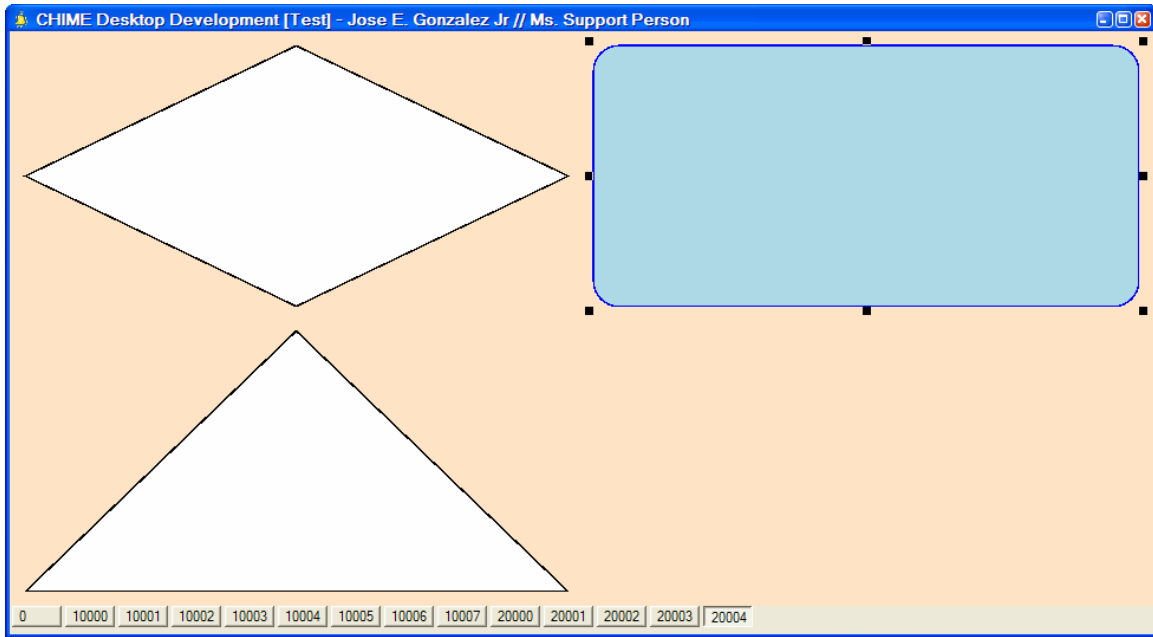 CHIME Desktop Development [Test] - Jose E. Gonzalez Jr // Ms. Support Person
0 10000 10001 10002 10003 10004 10005 10006 10007 20000 20001 20002 20003 20004